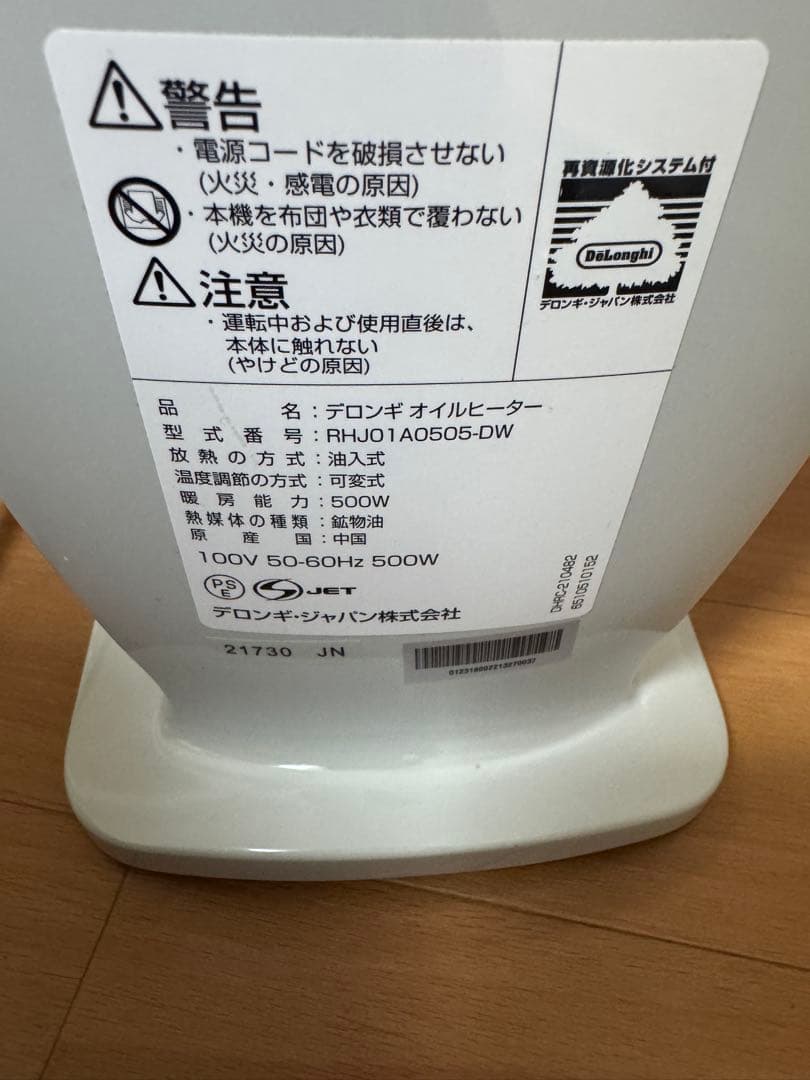 警告
・電源コードを破損させない
(火災・感電の原因)
・本機を布団や衣類で覆わない
(火災の原因)
注意
・運転中および使用直後は、
本体に触れない
(やけどの原因)
再資源化システム付
DeLonghi
デロンギ・ジャパン株式会社
品名：デロンギ オイルヒーター
型式番号：RHJ01A0505-DW
放熱の方式：油入式
温度調節の方式：可変式
暖房能力：500W
熱媒体の種類：鉱物油
原産国：中国
100V 50-60Hz 500W
PSE JET
デロンギ・ジャパン株式会社
DHRC-210482
6510510152
21730 JN